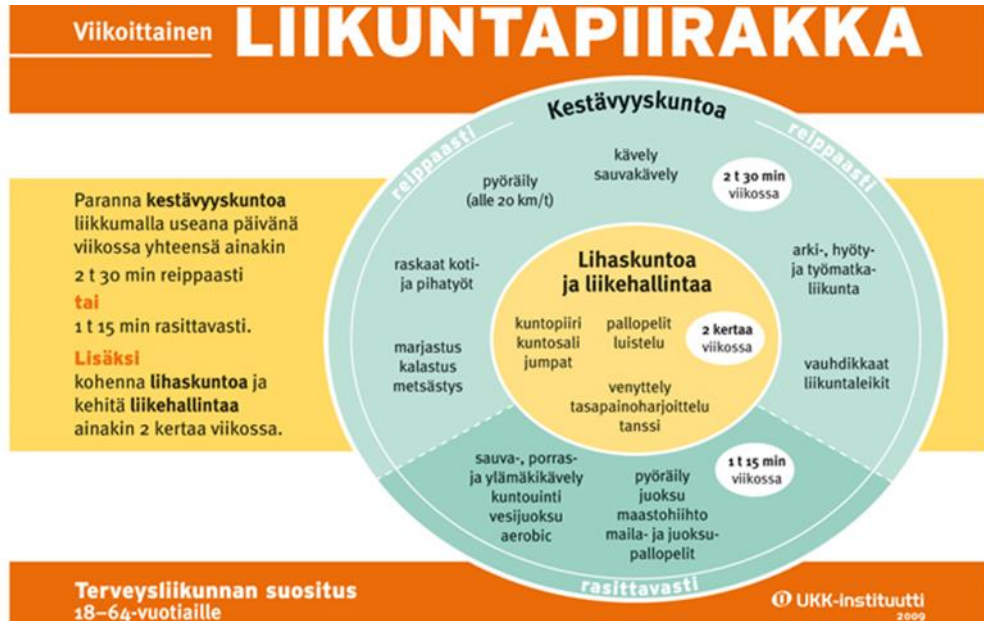 Viikoittainen LIIKUNTAPIIRAKKA
Paranna kestävyyskuntoa
liikkumalla useana päivänä
viikossa yhteensä ainakin
2 t 30 min reippaasti
tai
1 t 15 min rasittavasti.
Lisäksi
kohenna lihaskuntoa ja
kehitä liikehallintaa
ainakin 2 kertaa viikossa.
Kestävyyskuntoa
reippaasti
reippaasti
kävely
sauvakävely
2 t 30 min
viikossa
pyöräily
(alle 20 km/t)
raskaat koti-
ja pihatyöt
arki-, hyöty-
ja työmatka-
liikunta
marjastus
kalastus
metsästys
vauhdikkaat
liikuntaleikit
Lihaskuntoa
ja liikehallintaa
kuntopiiri
kuntosali
jumpat
pallopelit
luistelu
2 kertaa
viikossa
venyttely
tasapainoharjoittelu
tanssi
sauva-, porras-
ja ylämäkikävely
kuntouinti
vesijuoksu
aerobic
pyöräily
juoksu
maastohiihto
maila- ja juoksu-
pallopelit
1 t 15 min
viikossa
rasittavasti
Terveysliikunnan suositus
18–64-vuotiaille
UKK-instituutti
2009